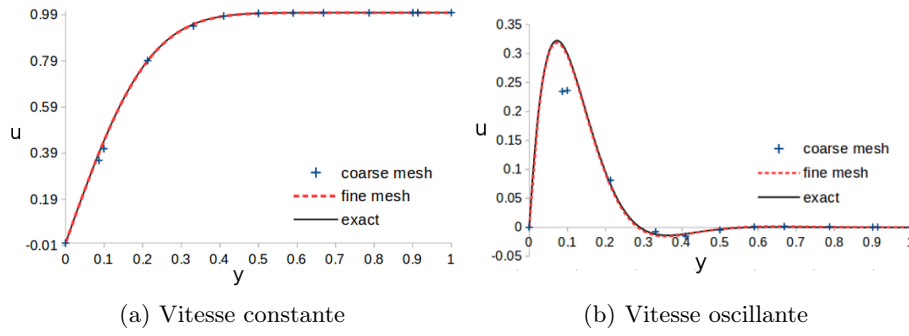 0.99
0.79
0.59
0.39
0.19
-0.01
u
0 0.1 0.2 0.3 0.4 0.5 0.6 0.7 0.8 0.9 1
y
coarse mesh
fine mesh
exact
(a) Vitesse constante
u
0.35
0.3
0.25
0.2
0.15
0.1
0.05
0
-0.05
0 0.1 0.2 0.3 0.4 0.5 0.6 0.7 0.8 0.9 1
y
coarse mesh
fine mesh
exact
(b) Vitesse oscillante